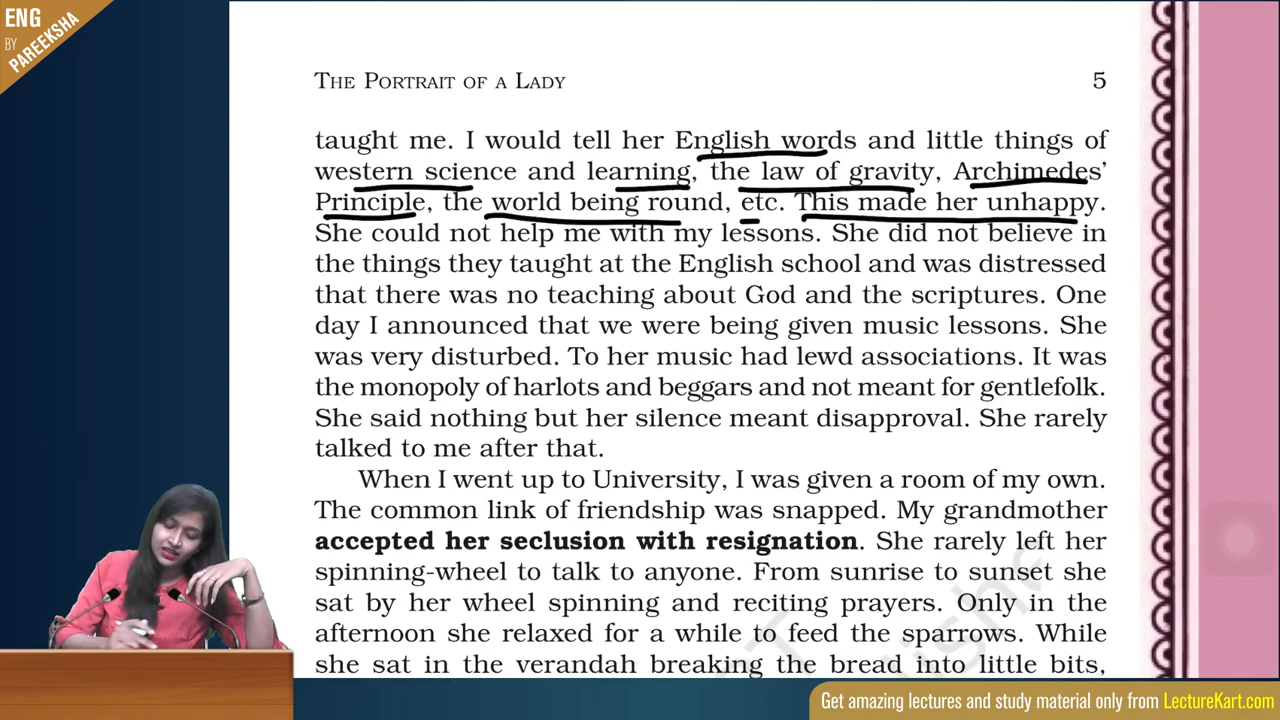 ENG
BY
PAREEKSHA
THE PORTRAIT OF A LADY 5
taught me. I would tell her English words and little things of
western science and learning, the law of gravity, Archimedes’
Principle, the world being round, etc. This made her unhappy.
She could not help me with my lessons. She did not believe in
the things they taught at the English school and was distressed
that there was no teaching about God and the scriptures. One
day I announced that we were being given music lessons. She
was very disturbed. To her music had lewd associations. It was
the monopoly of harlots and beggars and not meant for gentlefolk.
She said nothing but her silence meant disapproval. She rarely
talked to me after that.
When I went up to University, I was given a room of my own.
The common link of friendship was snapped. My grandmother
accepted her seclusion with resignation. She rarely left her
spinning-wheel to talk to anyone. From sunrise to sunset she
sat by her wheel spinning and reciting prayers. Only in the
afternoon she relaxed for a while to feed the sparrows. While
she sat in the verandah breaking the bread into little bits,
Get amazing lectures and study material only from LectureKart.com